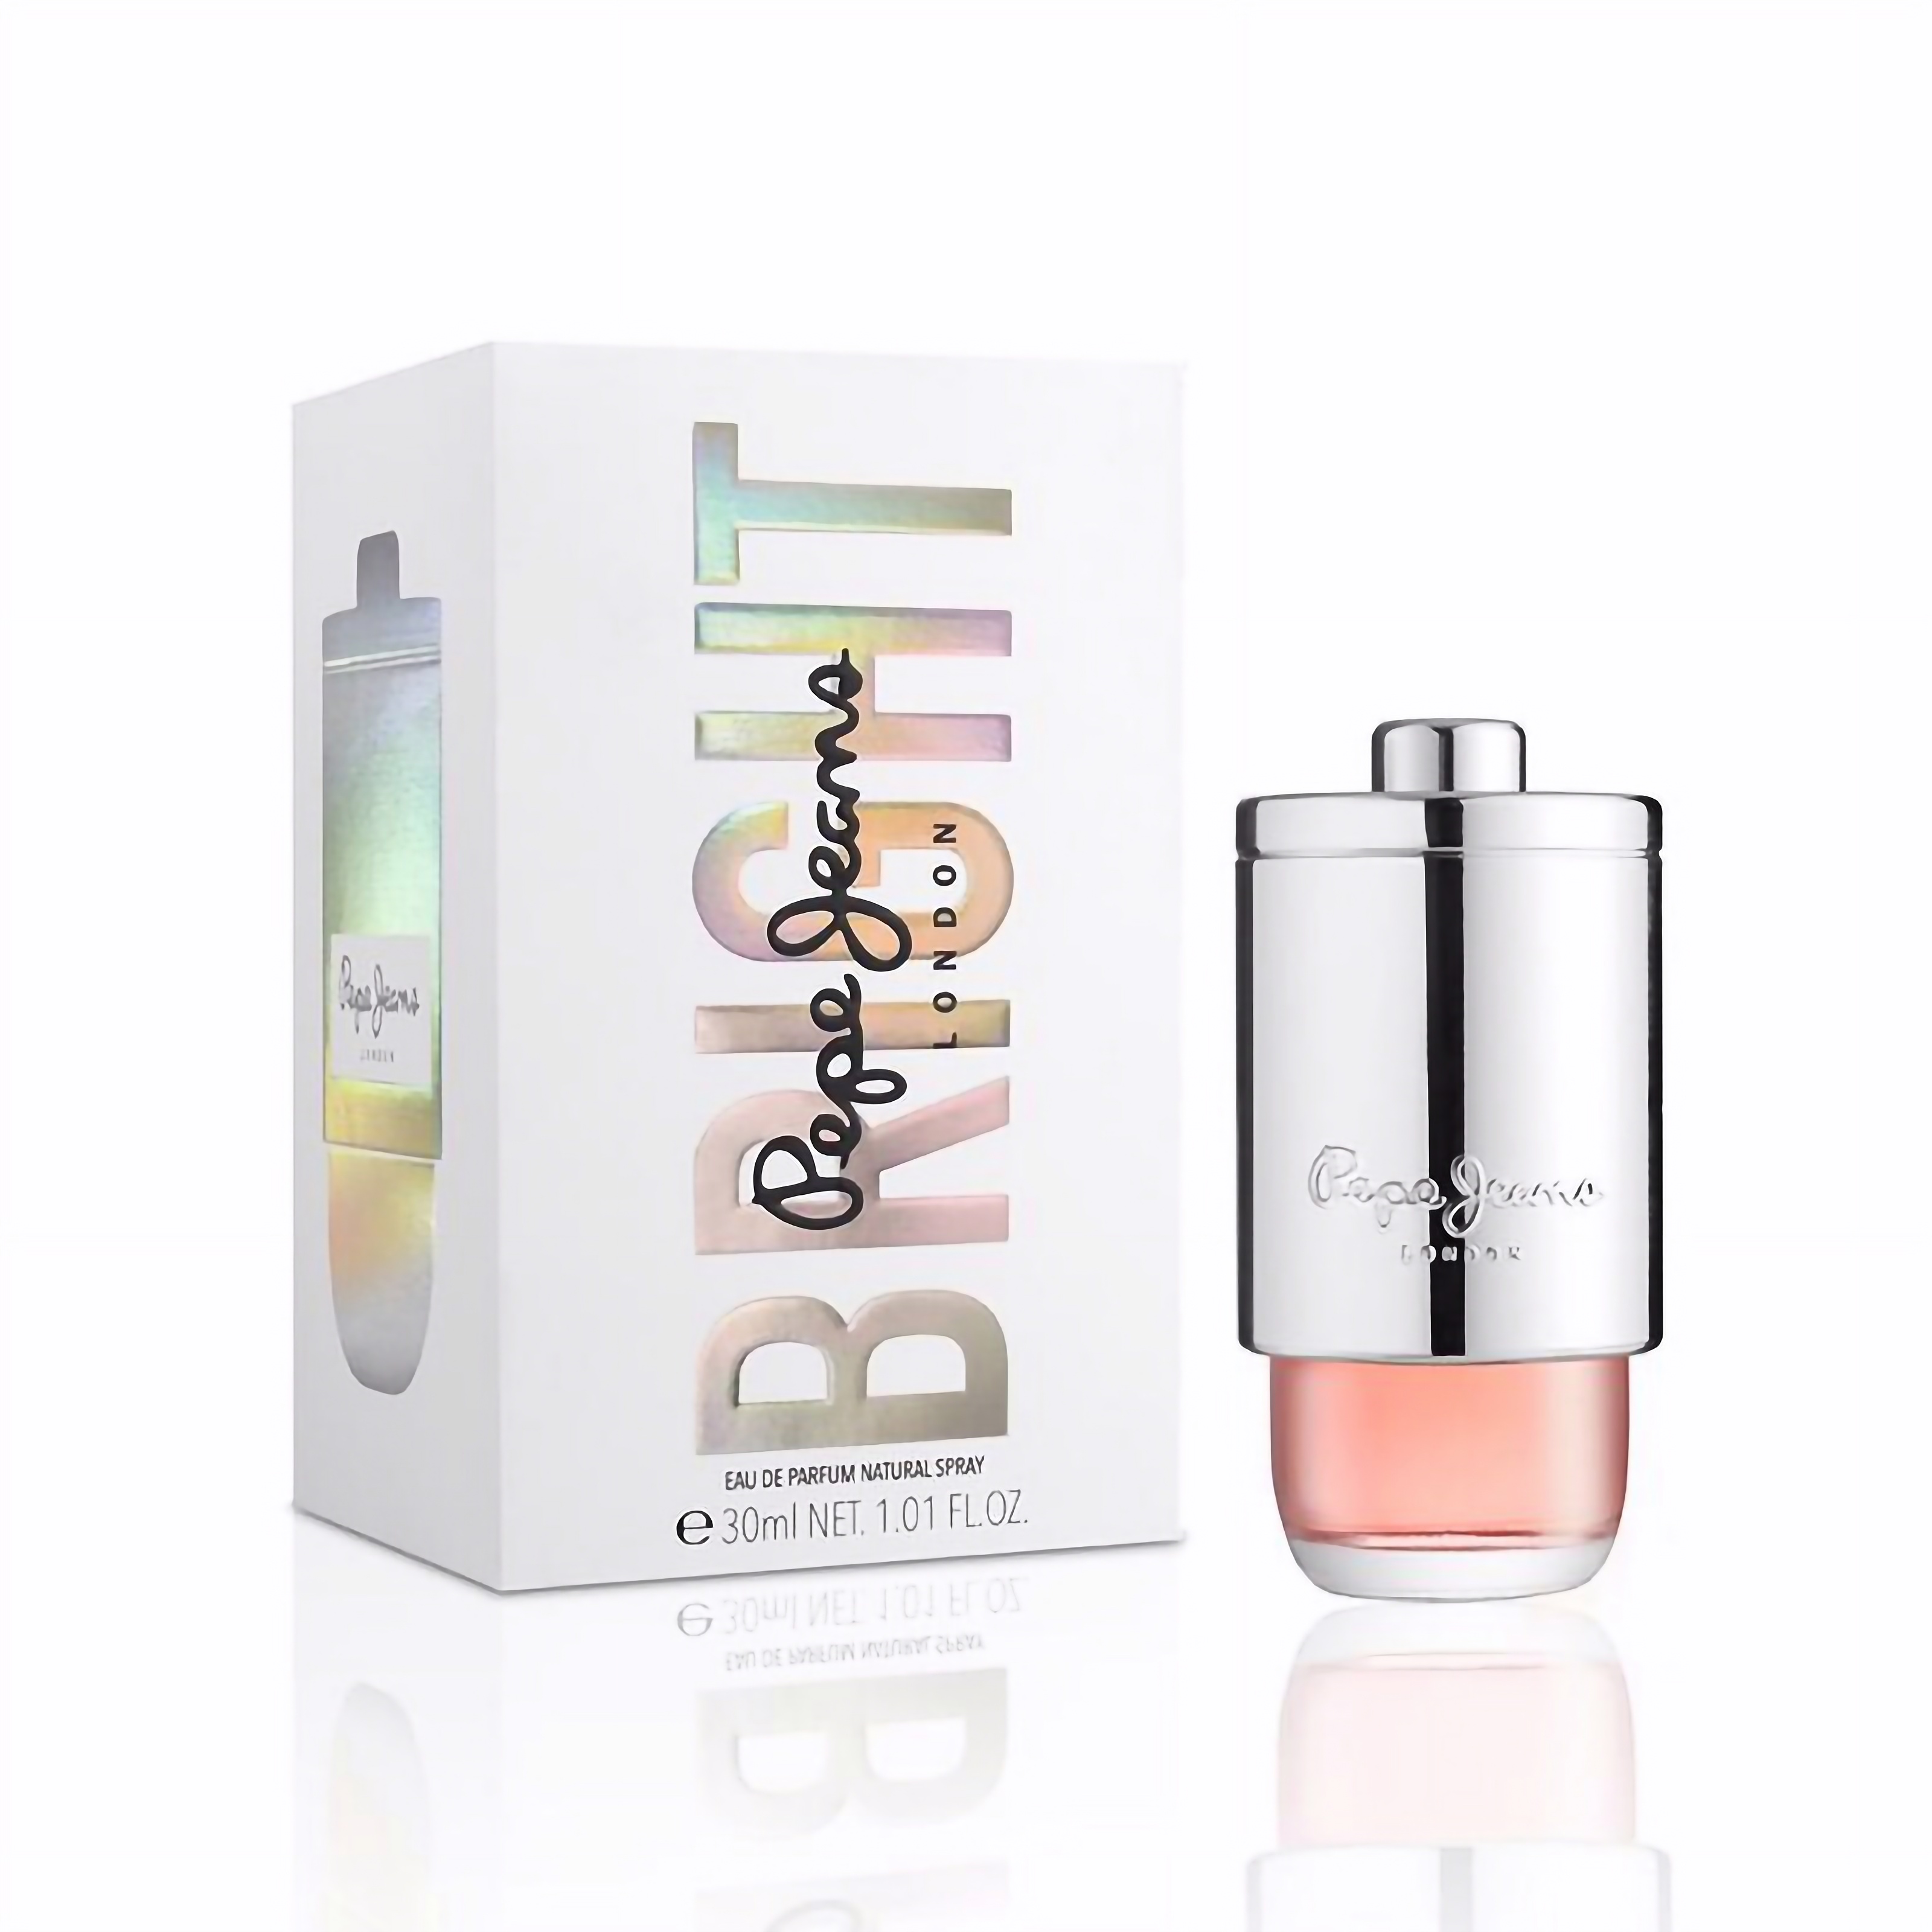 BRIGHT
Pepe Jeans
LONDON
EAU DE PARFUM NATURAL SPRAY
℮ 30ml NET. 1.01 FL.OZ.
Pepe Jeans
LONDON
Pepe Jeans
LONDON